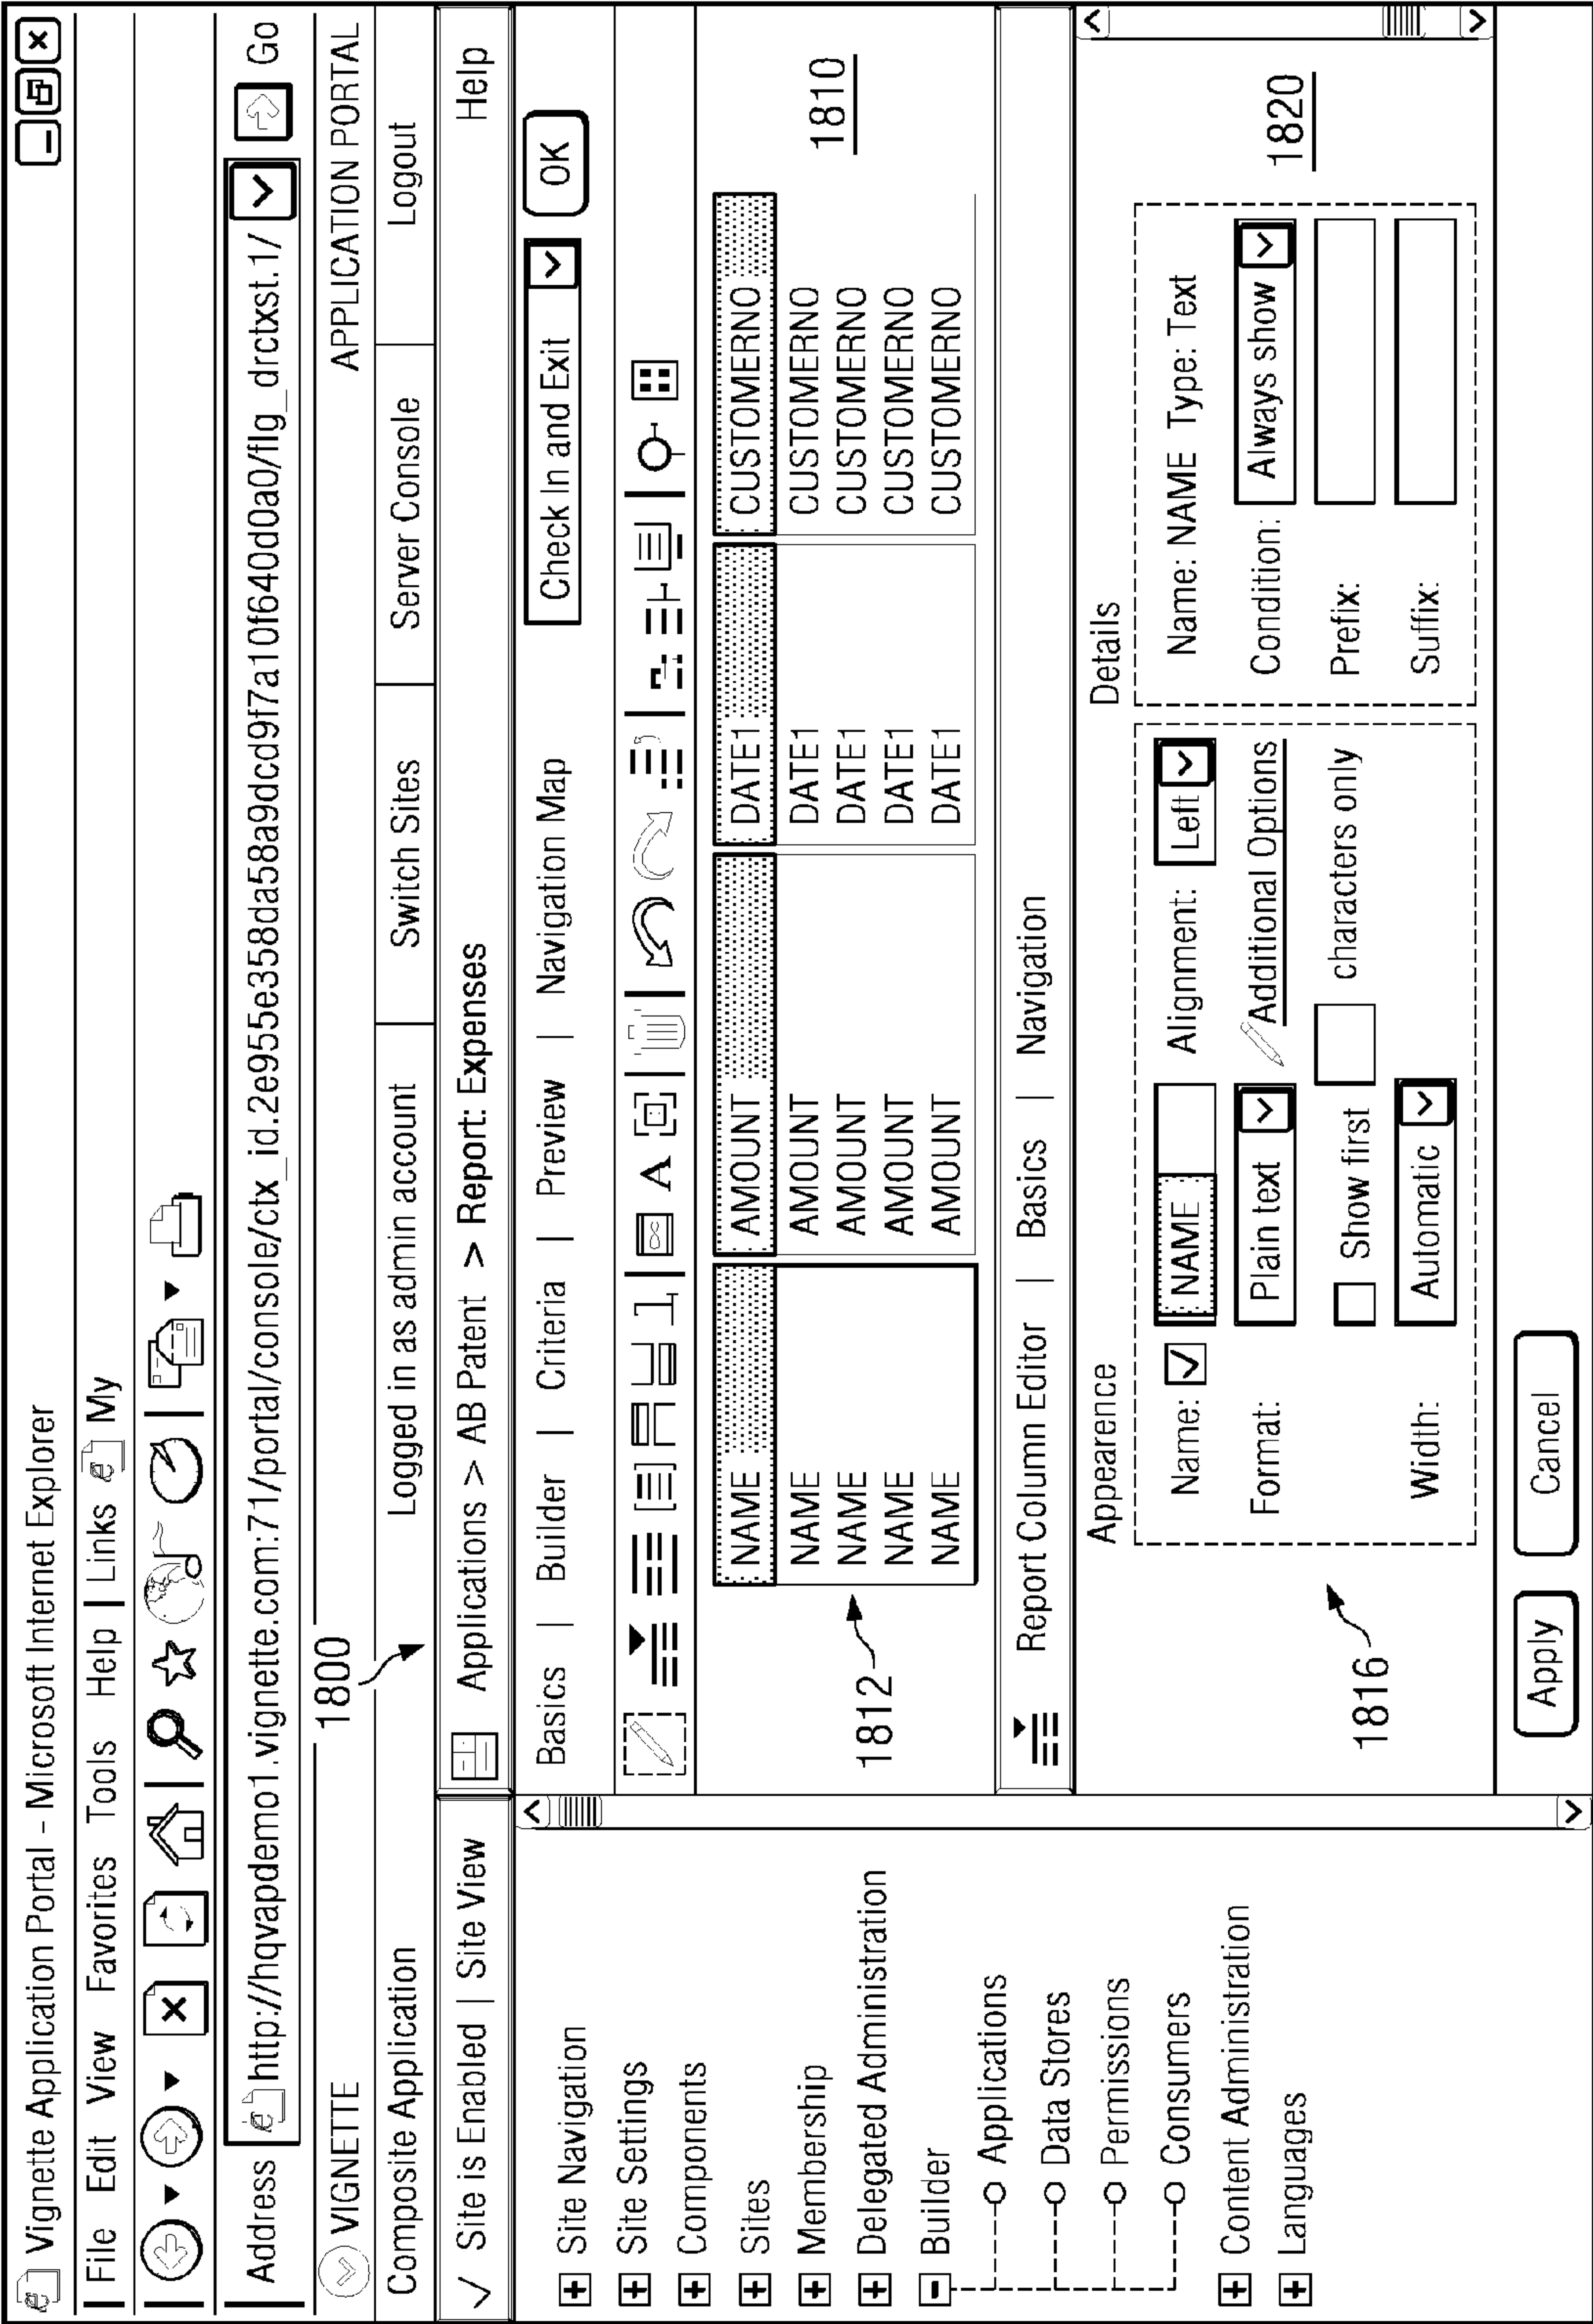 Vignette Application Portal - Microsoft Internet Explorer
File Edit View Favorites Tools Help Links My
Address http://hqvapdemo1.vignette.com:71/portal/console/ctx_id.2e955e358da58a9dcd9f7a10f640d0a0/flg_drctxst.1/ Go
VIGNETTE 1800 APPLICATION PORTAL
Composite Application Logged in as admin account Switch Sites Server Console Logout
Site is Enabled | Site View
Applications > AB Patent > Report: Expenses Help
Site Navigation
Site Settings
Components
Sites
Membership
Delegated Administration
Builder
Applications
Data Stores
Permissions
Consumers
Content Administration
Languages
Basics | Builder | Criteria | Preview | Navigation Map Check In and Exit OK
A
NAME AMOUNT DATE1 CUSTOMERNO
NAME AMOUNT DATE1 CUSTOMERNO
NAME AMOUNT DATE1 CUSTOMERNO
NAME AMOUNT DATE1 CUSTOMERNO
NAME AMOUNT DATE1 CUSTOMERNO
1812
1810
Report Column Editor | Basics | Navigation
Appearence
Name: NAME Alignment: Left
Format: Plain text Additional Options
Show first characters only
Width: Automatic
1816
Details
Name: NAME Type: Text
Condition: Always show
Prefix:
Suffix:
1820
Apply Cancel